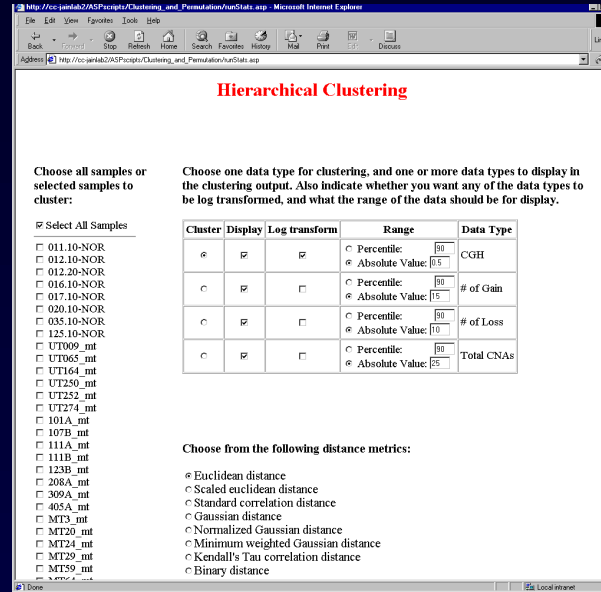 http://cc-jainlab2/ASPscripts/Clustering_and_Permutation/runStats.asp - Microsoft Internet Explorer
File Edit View Favorites Tools Help
Back Forward Stop Refresh Home Search Favorites History Mail Print Edit Discuss
Address http://cc-jainlab2/ASPscripts/Clustering_and_Permutation/runStats.asp
Hierarchical Clustering
Choose all samples or
selected samples to
cluster:
Select All Samples
011.10-NOR
012.10-NOR
012.20-NOR
016.10-NOR
017.10-NOR
020.10-NOR
035.10-NOR
125.10-NOR
UT009_mt
UT065_mt
UT164_mt
UT250_mt
UT252_mt
UT274_mt
101A_mt
107B_mt
111A_mt
111B_mt
123B_mt
208A_mt
309A_mt
405A_mt
MT3_mt
MT20_mt
MT24_mt
MT29_mt
MT59_mt
Choose one data type for clustering, and one or more data types to display in
the clustering output. Also indicate whether you want any of the data types to
be log transformed, and what the range of the data should be for display.
Cluster Display Log transform Range Data Type
Percentile: 90
Absolute Value: 0.5
CGH
Percentile: 90
Absolute Value: 15
# of Gain
Percentile: 90
Absolute Value: 10
# of Loss
Percentile: 90
Absolute Value: 25
Total CNAs
Choose from the following distance metrics:
Euclidean distance
Scaled euclidean distance
Standard correlation distance
Gaussian distance
Normalized Gaussian distance
Minimum weighted Gaussian distance
Kendall's Tau correlation distance
Binary distance
Done Local intranet